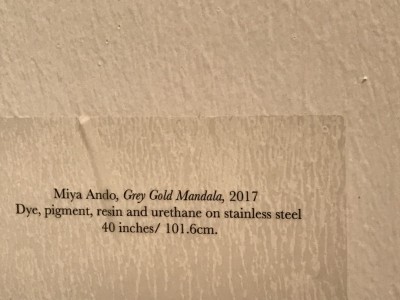 Miya Ando, Grey Gold Mandala, 2017
Dye, pigment, resin and urethane on stainless steel
40 inches/ 101.6cm.